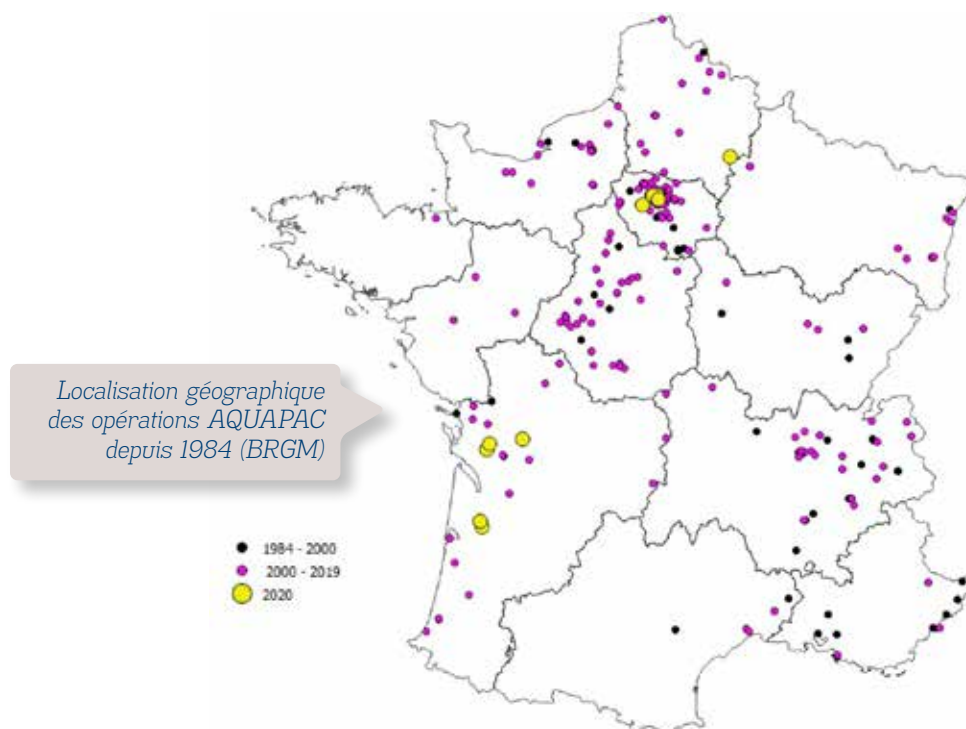 Localisation géographique
des opérations AQUAPAC
depuis 1984 (BRGM)
1984 - 2000
2000 - 2019
2020